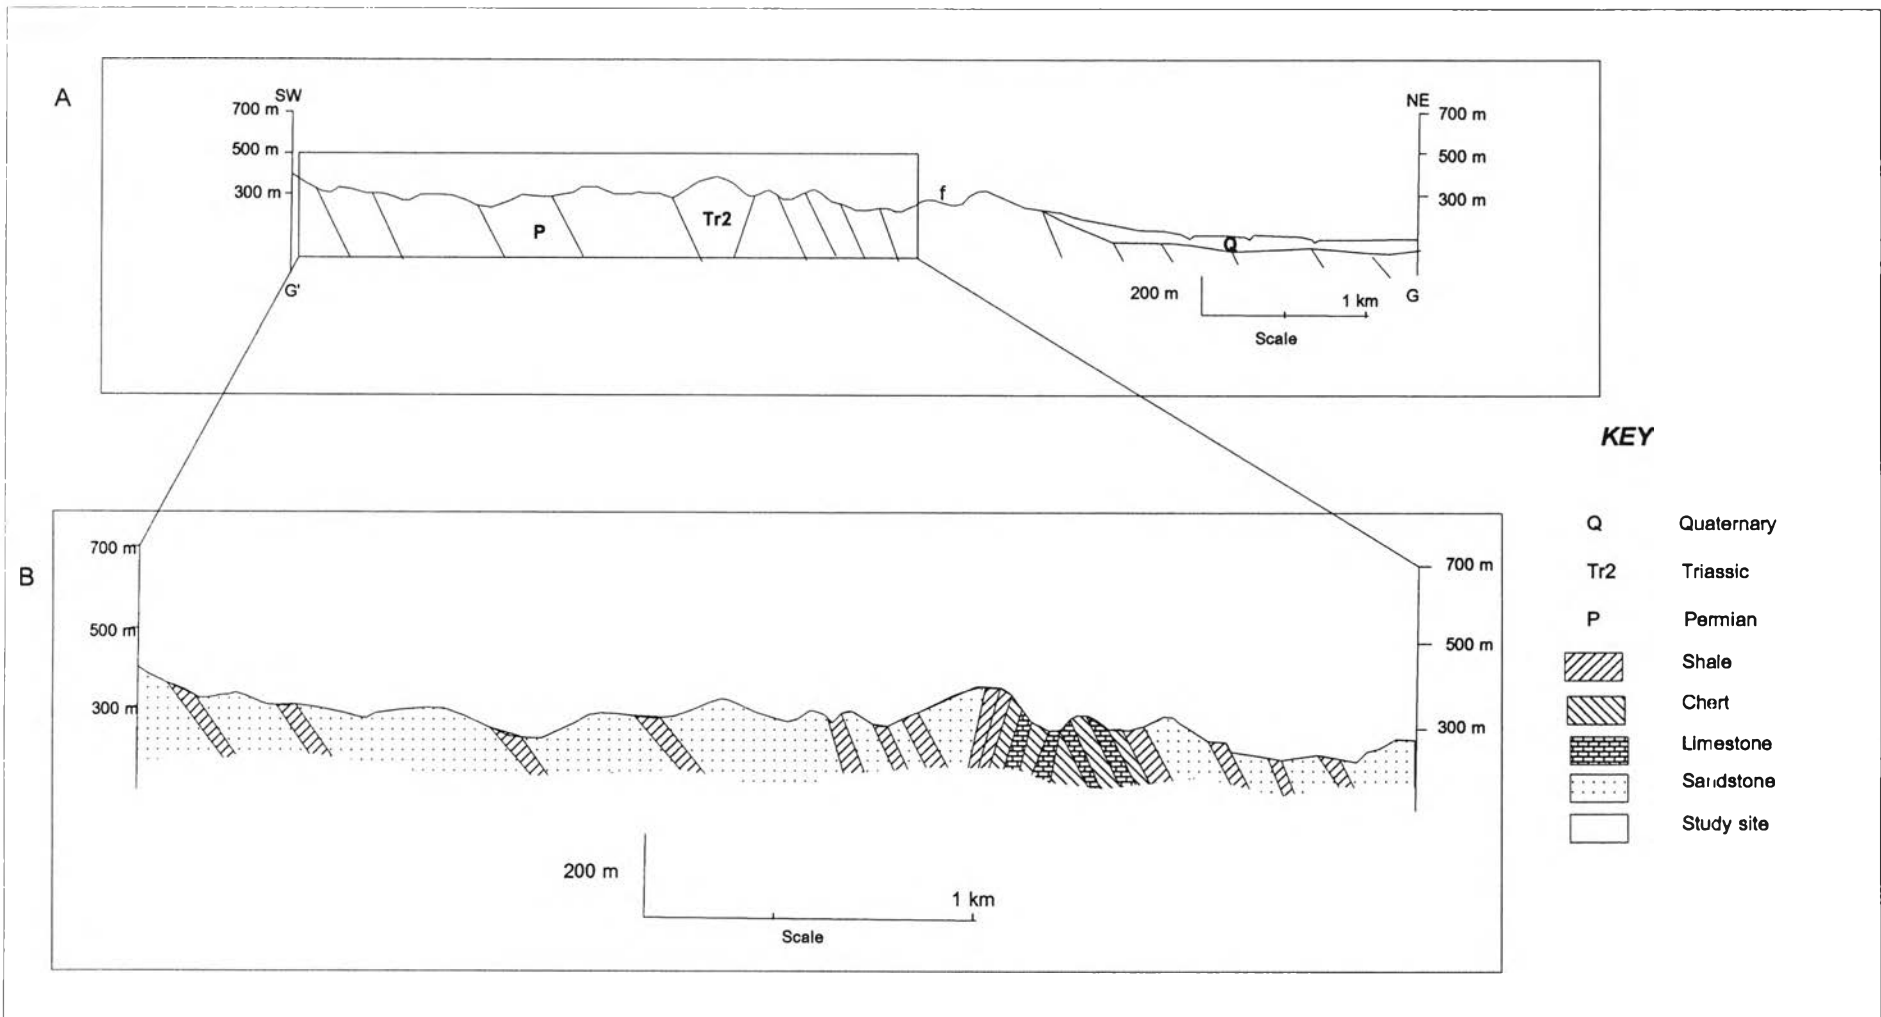 A
SW
700 m
500 m
300 m
G'
P
Tr2
f
Q
NE
700 m
500 m
300 m
G
200 m
1 km
Scale
B
700 m
500 m
300 m
700 m
500 m
300 m
200 m
1 km
Scale
KEY
Q Quaternary
Tr2 Triassic
P Permian
Shale
Chert
Limestone
Sandstone
Study site